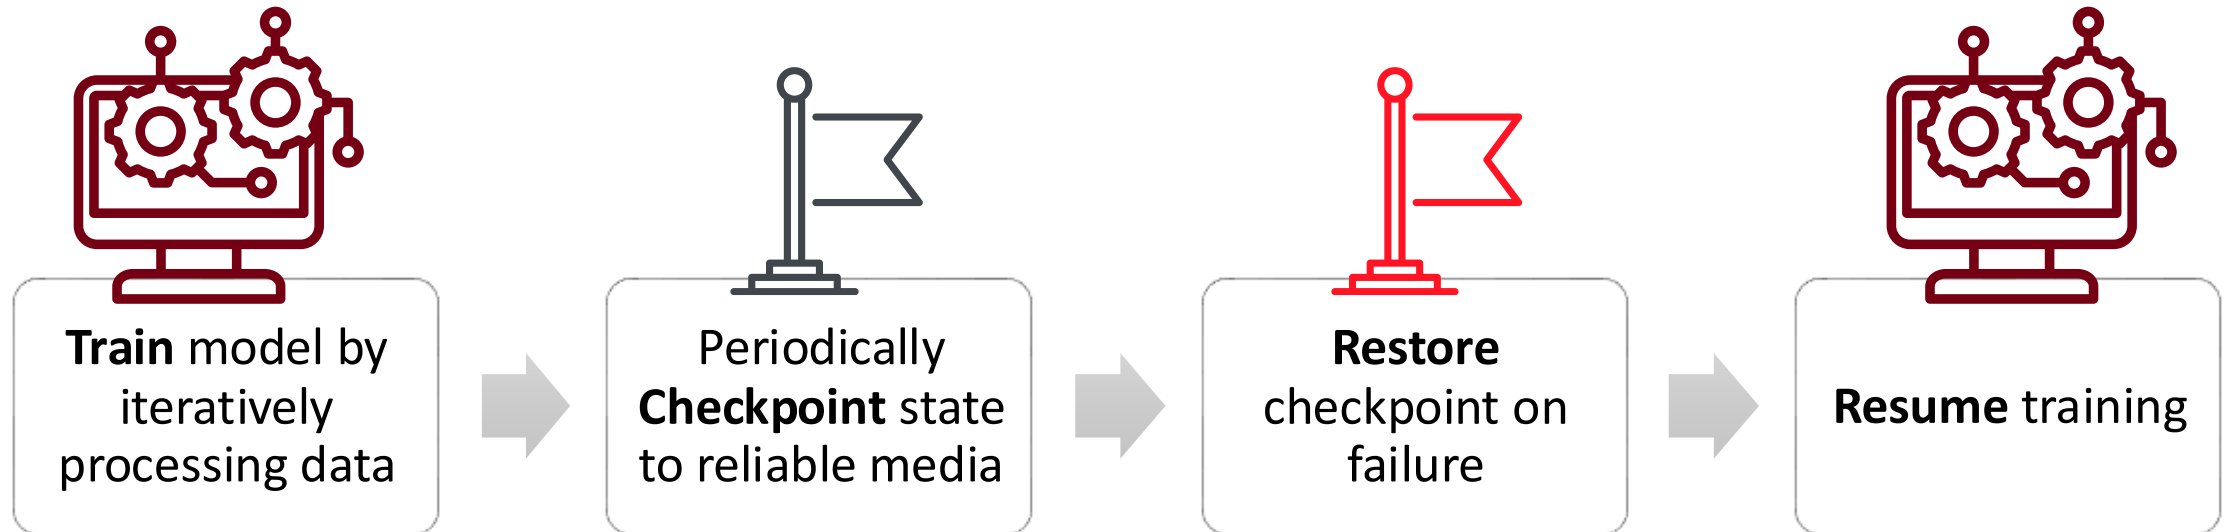 Train model by
iteratively
processing data
Periodically
Checkpoint state
to reliable media
Restore
checkpoint on
failure
Resume training